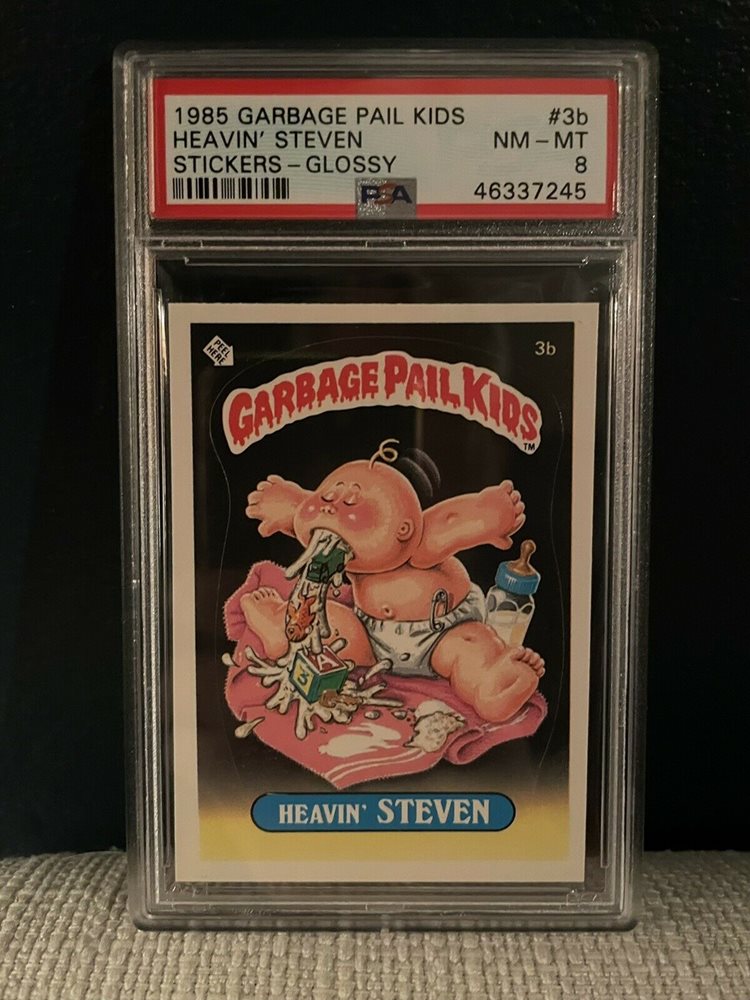 1985 GARBAGE PAIL KIDS #3b
HEAVIN' STEVEN NM - MT
STICKERS - GLOSSY 8
PSA 46337245
PEEL
HERE
3b
GARBAGE PAIL KIDS
TM
A
3
HEAVIN' STEVEN